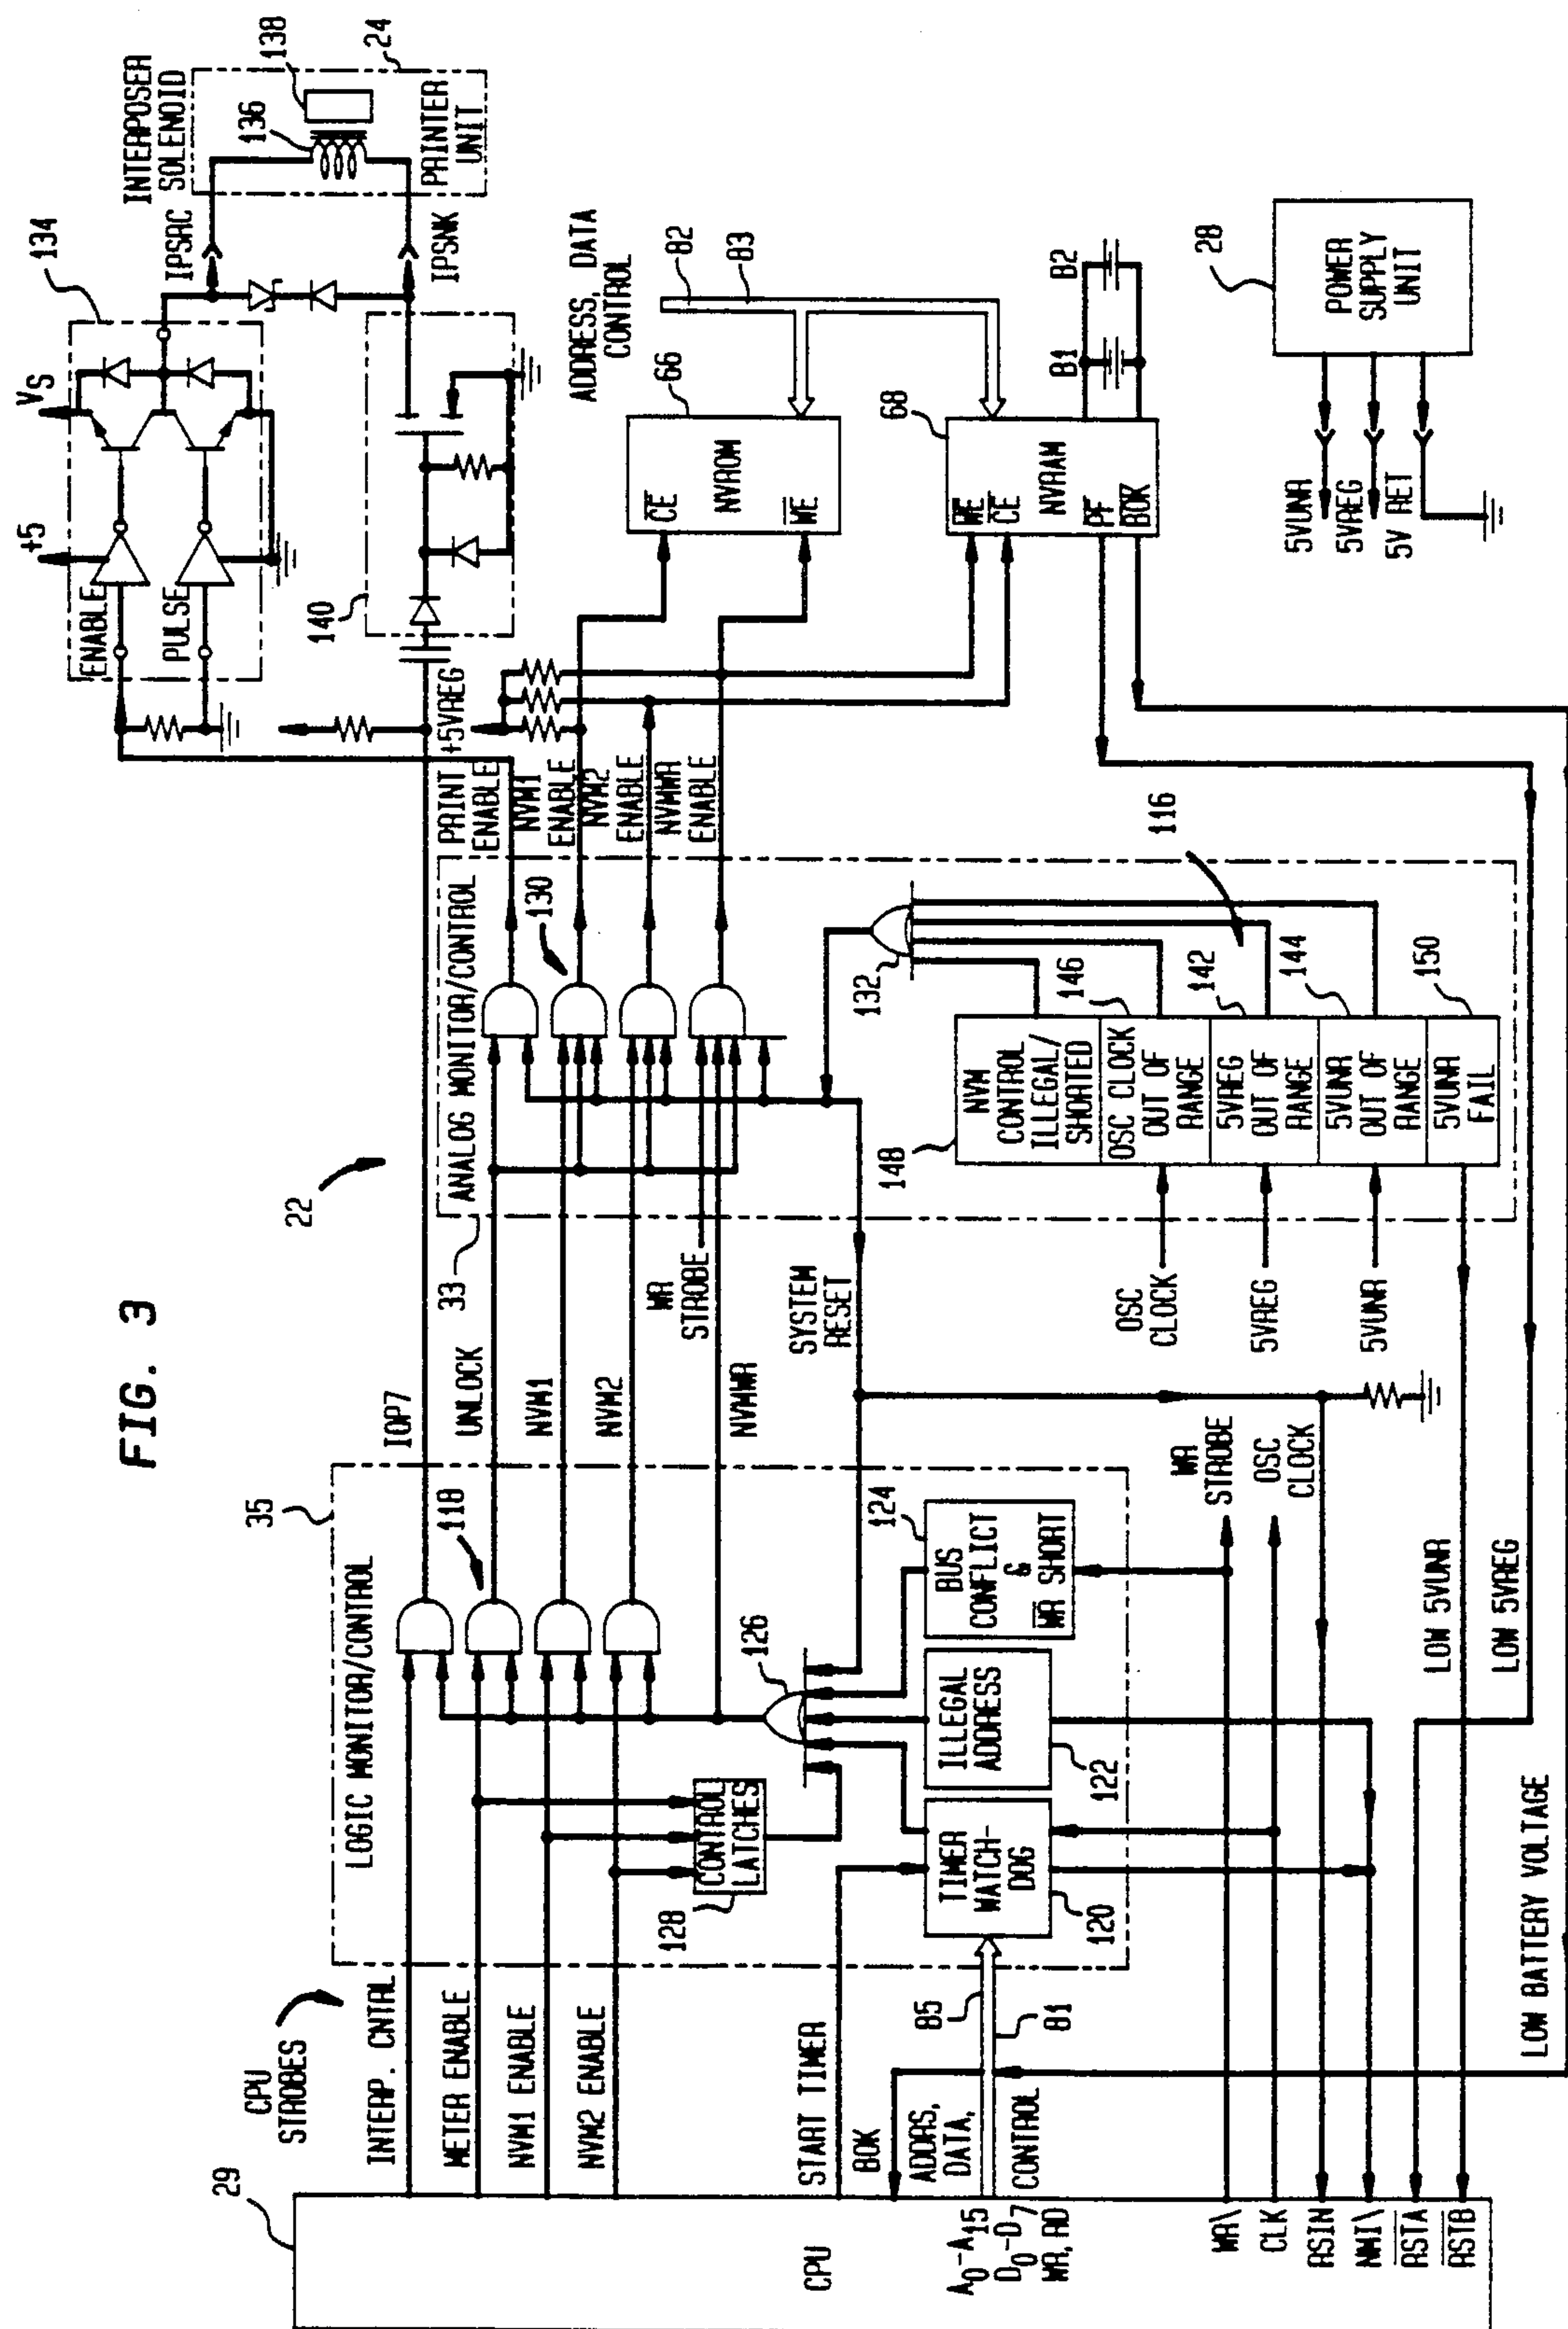 FIG. 3
22
29
CPU
CPU
STROBES
INTERP. CNTRL
METER ENABLE
NVM1 ENABLE
NVM2 ENABLE
START TIMER
BOK
ADDRS,
DATA,
CONTROL
85
81
A0-A15
D0-D7
WR, RD
WR\
CLK
RSIN
NMI\
RSTA
RSTB
35
LOGIC MONITOR/CONTROL
118
CONTROL
LATCHES
128
126
TIMER
WATCH-
DOG
120
ILLEGAL
ADDRESS
122
BUS
CONFLICT
&
WR SHORT
124
WR
STROBE
OSC
CLOCK
LOW 5VUNR
LOW 5VREG
LOW BATTERY VOLTAGE
IOP7
UNLOCK
NVM1
NVM2
NVMWR
WR
STROBE
SYSTEM
RESET
33
ANALOG MONITOR/CONTROL
130
132
116
148
NVM
CONTROL
ILLEGAL/
SHORTED
146
OSC CLOCK
OUT OF
RANGE
142
5VREG
OUT OF
RANGE
144
5VUNR
OUT OF
RANGE
150
5VUNR
FAIL
OSC
CLOCK
5VREG
5VUNR
PRINT
ENABLE
NVM1
ENABLE
NVM2
ENABLE
NVMWR
ENABLE
+5VREG
134
ENABLE
PULSE
+5
VS
140
IPSRC
IPSNK
INTERPOSER
SOLENOID
136
138
24
PRINTER
UNIT
ADDRESS, DATA
CONTROL
82
83
66
CE
NVROM
WE
68
WE
CE
NVRAM
PF
BOK
B1
B2
28
POWER
SUPPLY
UNIT
5VUNR
5VREG
5V RET